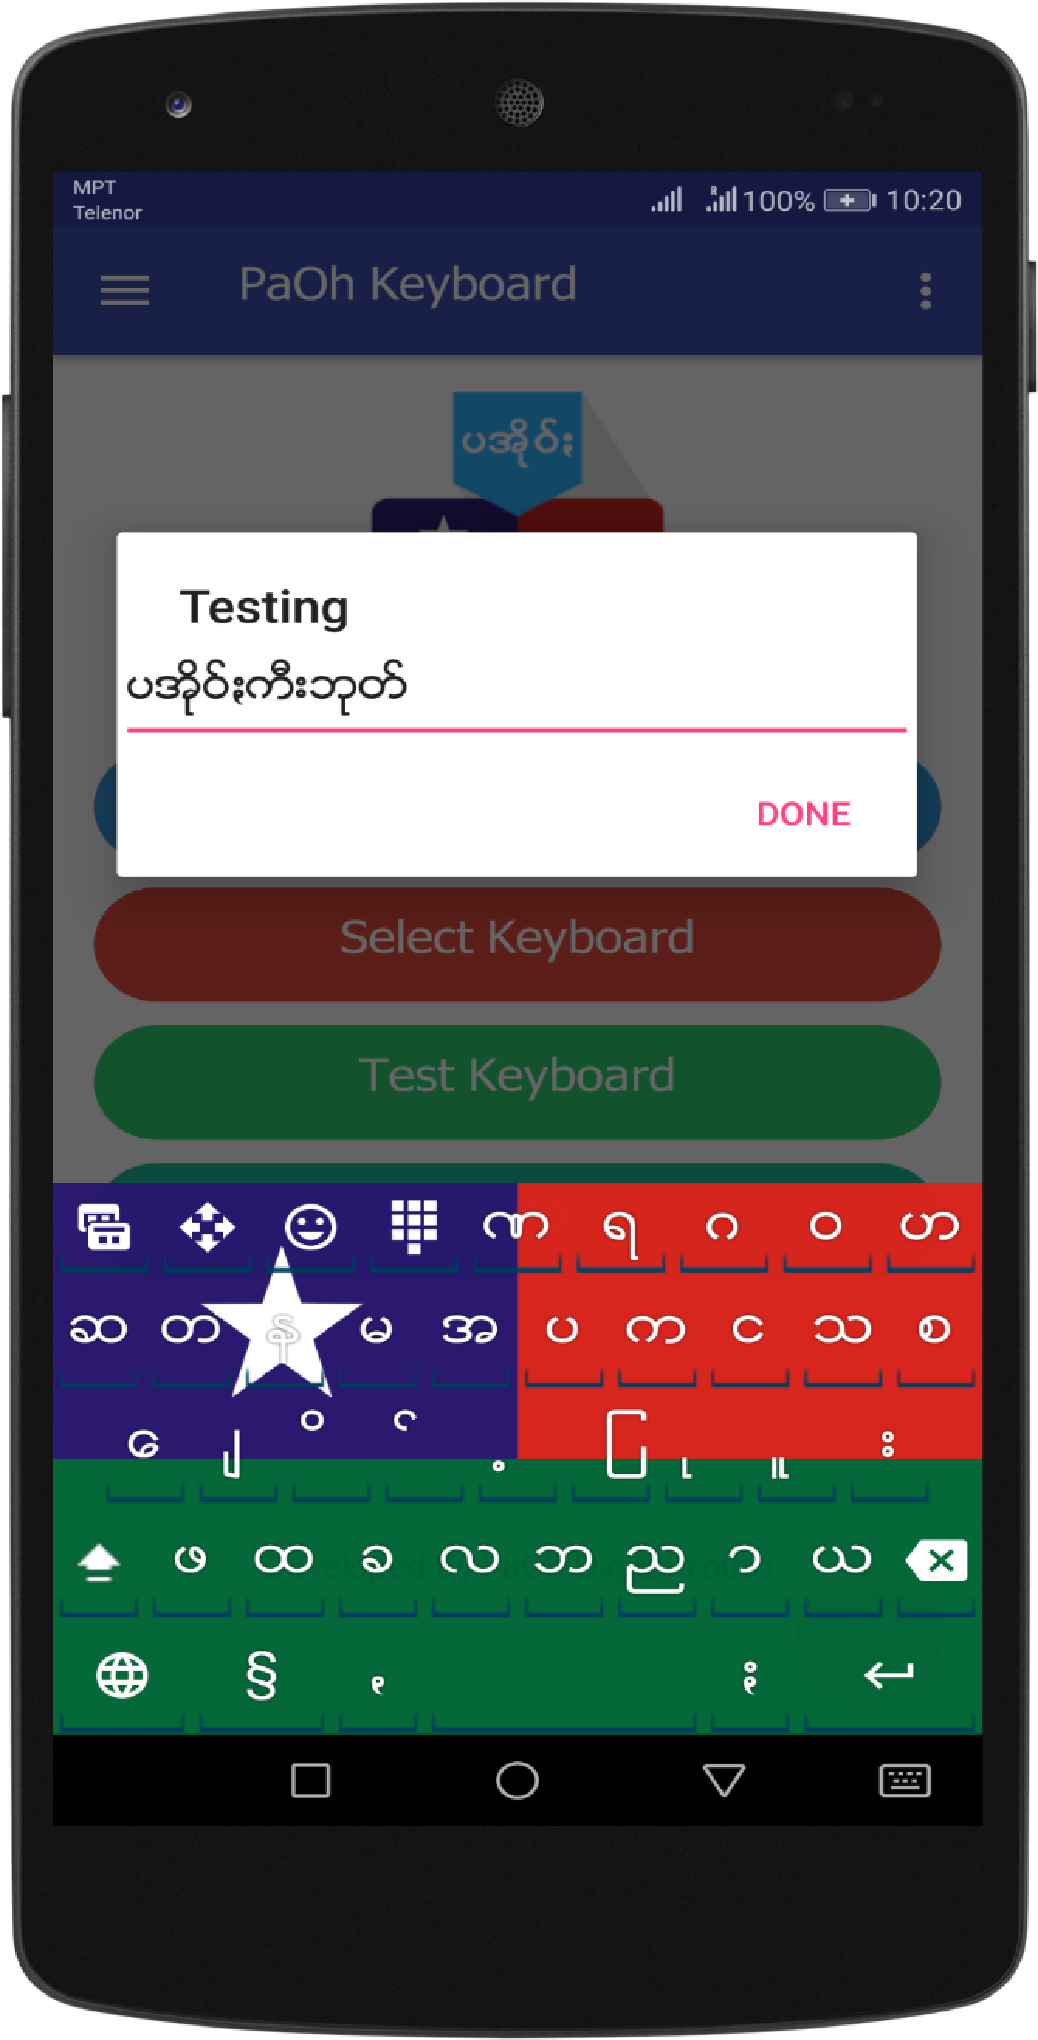 MPT
Telenor
100% 10:20
PaOh Keyboard
ပအိုဝ်ႏ
Testing
ပအိုဝ်ႏကီးဘုတ်
DONE
Select Keyboard
Test Keyboard
ဏ ရ ဂ ဝ ဟ
ဆ တ န မ အ ပ က င သ စ
ေ ျ ိ ် ့ ြ ု ူ း
ဖ ထ ခ လ ဘ ည ာ ယ
§ ႏ